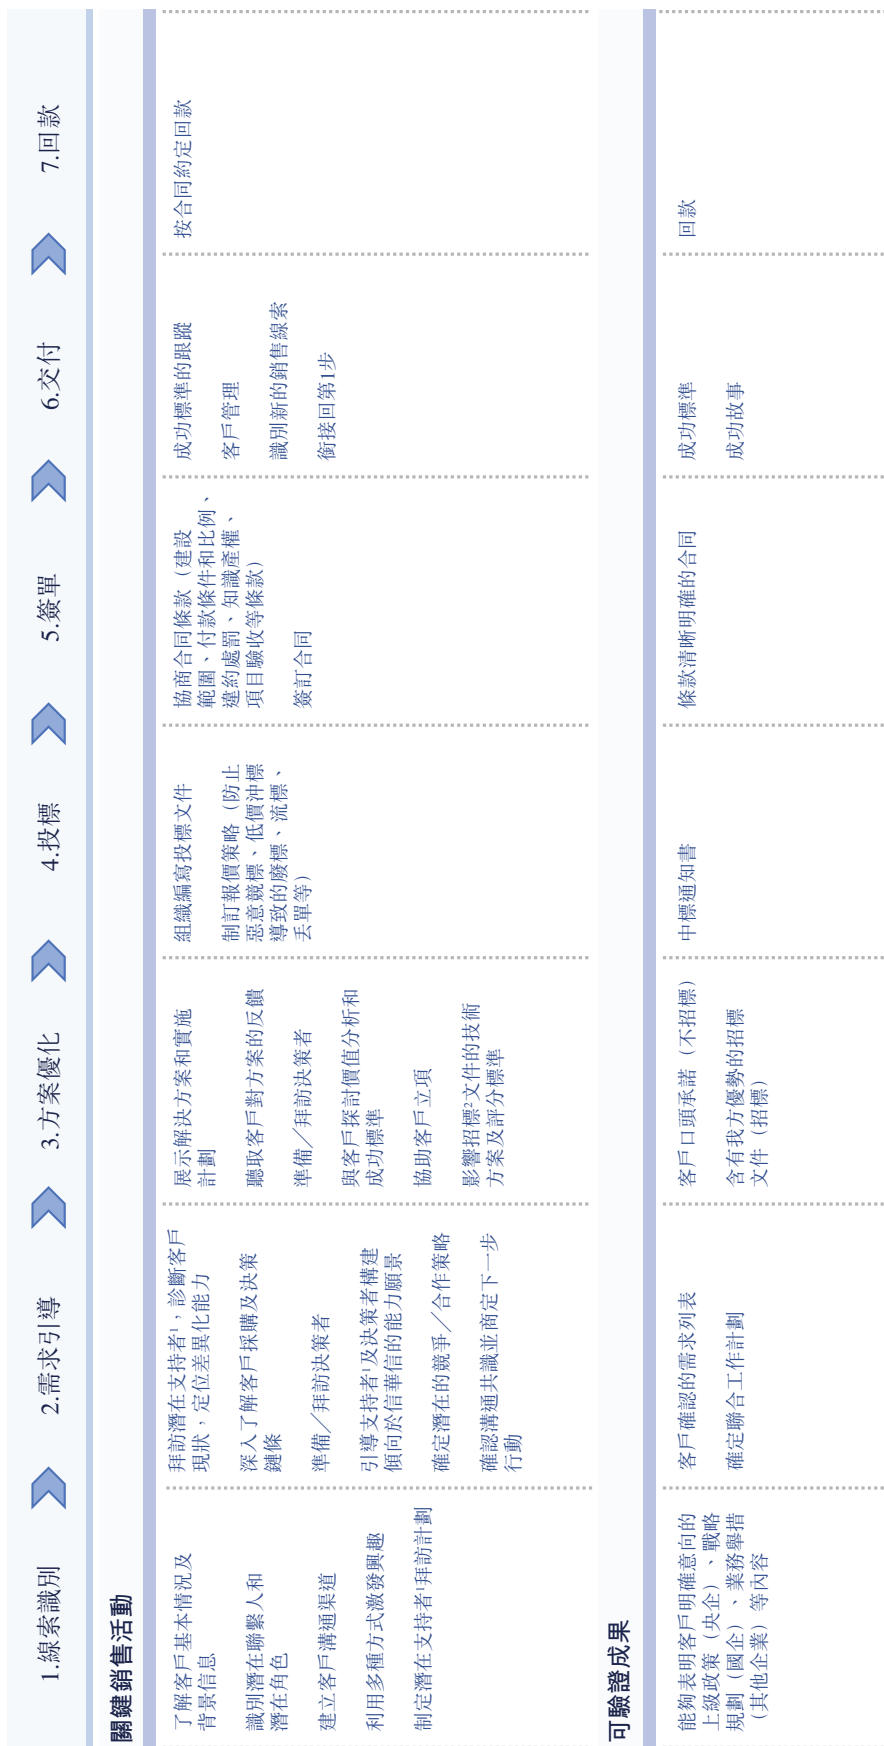 1.線索識別
2.需求引導
3.方案優化
4.投標
5.簽單
6.交付
7.回款
關鍵銷售活動
了解客戶基本情況及
背景信息
識別潛在聯繫人和
潛在角色
建立客戶溝通渠道
利用多種方式激發興趣
制定潛在支持者¹拜訪計劃
拜訪潛在支持者¹，診斷客戶
現狀，定位差異化能力
深入了解客戶採購及決策
鏈條
準備／拜訪決策者
引導支持者¹及決策者構建
傾向於信華信的能力願景
確定潛在的競爭／合作策略
確認溝通共識並商定下一步
行動
展示解決方案和實施
計劃
聽取客戶對方案的反饋
準備／拜訪決策者
與客戶探討價值分析和
成功標準
協助客戶立項
影響招標²文件的技術
方案及評分標準
組織編寫投標文件
制訂報價策略（防止
惡意競標、低價沖標
導致的廢標、流標、
丟單等）
協商合同條款（建設
範圍、付款條件和比例、
違約處罰、知識產權、
項目驗收等條款）
簽訂合同
成功標準的跟蹤
客戶管理
識別新的銷售線索
銜接回第1步
按合同約定回款
可驗證成果
能夠表明客戶明確意向的
上級政策（央企）、戰略
規劃（國企）、業務舉措
（其他企業）等內容
客戶確認的需求列表
確定聯合工作計劃
客戶口頭承諾（不招標）
含有我方優勢的招標
文件（招標）
中標通知書
條款清晰明確的合同
成功標準
成功故事
回款